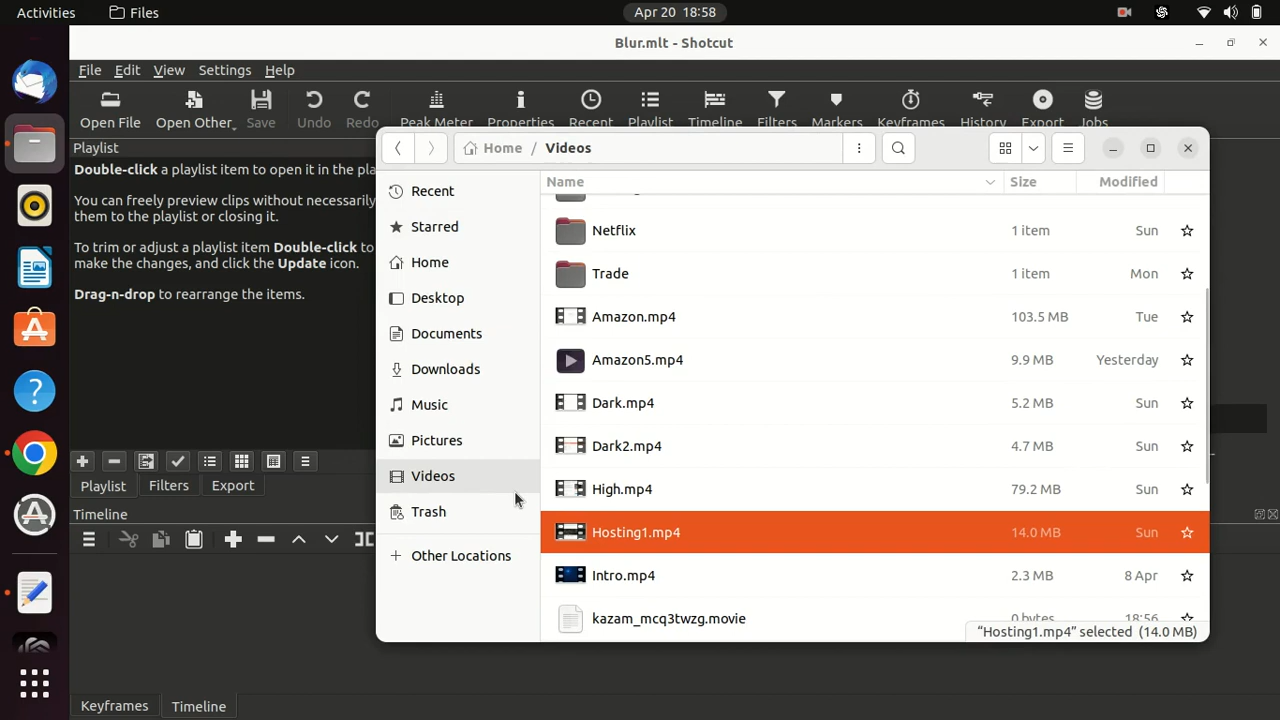 Activities Files Apr 20 18:58
Blur.mlt - Shotcut
File Edit View Settings Help
Open File Open Other Save Undo Redo Peak Meter Properties Recent Playlist Timeline Filters Markers Keyframes History Export Jobs
Playlist
Double-click a playlist item to open it in the pla
You can freely preview clips without necessarily
them to the playlist or closing it.
To trim or adjust a playlist item Double-click to
make the changes, and click the Update icon.
Drag-n-drop to rearrange the items.
Playlist Filters Export
Timeline
Keyframes Timeline
Home / Videos
Recent
Starred
Home
Desktop
Documents
Downloads
Music
Pictures
Videos
Trash
+ Other Locations
Name Size Modified
Netflix 1 item Sun
Trade 1 item Mon
Amazon.mp4 103.5 MB Tue
Amazon5.mp4 9.9 MB Yesterday
Dark.mp4 5.2 MB Sun
Dark2.mp4 4.7 MB Sun
High.mp4 79.2 MB Sun
Hosting1.mp4 14.0 MB Sun
Intro.mp4 2.3 MB 8 Apr
kazam_mcq3twzg.movie 0 bytes 18:56
“Hosting1.mp4” selected (14.0 MB)